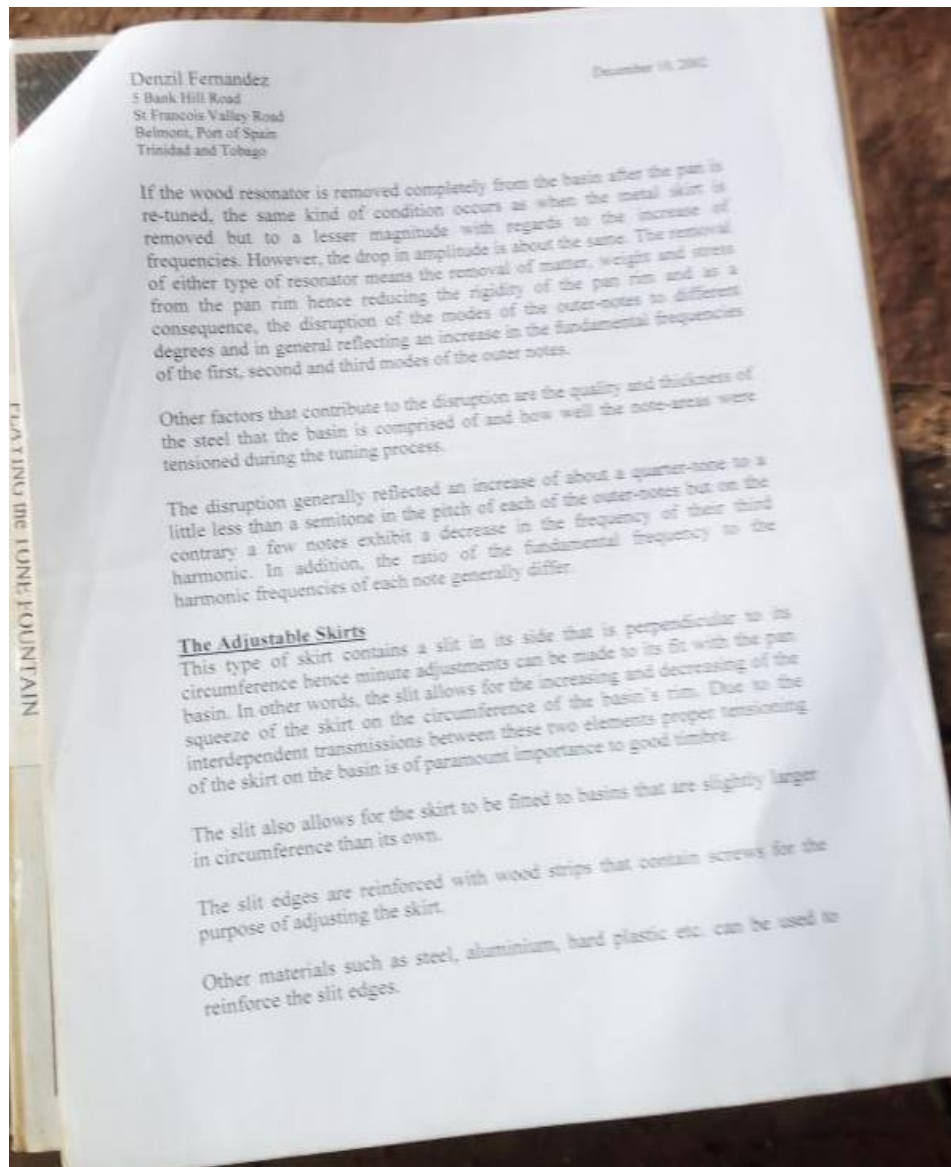 Denzil Fernandez
5 Bank Hill Road
St Francois Valley Road
Belmont, Port of Spain
Trinidad and Tobago
December 10, 2002
If the wood resonator is removed completely from the basin after the pan is
re-tuned, the same kind of condition occurs as when the metal skirt is
removed but to a lesser magnitude with regards to the increase of
frequencies. However, the drop in amplitude is about the same. The removal
of either type of resonator means the removal of matter, weight and stress
from the pan rim hence reducing the rigidity of the pan rim and as a
consequence, the disruption of the modes of the outer-notes to different
degrees and in general reflecting an increase in the fundamental frequencies
of the first, second and third modes of the outer notes.
Other factors that contribute to the disruption are the quality and thickness of
the steel that the basin is comprised of and how well the note-areas were
tensioned during the tuning process.
The disruption generally reflected an increase of about a quarter-tone to a
little less than a semitone in the pitch of each of the outer-notes but on the
contrary a few notes exhibit a decrease in the frequency of their third
harmonic. In addition, the ratio of the fundamental frequency to the
harmonic frequencies of each note generally differ.
The Adjustable Skirts
This type of skirt contains a slit in its side that is perpendicular to its
circumference hence minute adjustments can be made to its fit with the pan
basin. In other words, the slit allows for the increasing and decreasing of the
squeeze of the skirt on the circumference of the basin's rim. Due to the
interdependent transmissions between these two elements proper tensioning
of the skirt on the basin is of paramount importance to good timbre.
The slit also allows for the skirt to be fitted to basins that are slightly larger
in circumference than its own.
The slit edges are reinforced with wood strips that contain screws for the
purpose of adjusting the skirt.
Other materials such as steel, aluminium, hard plastic etc. can be used to
reinforce the slit edges.
PLAYING the TUNE FOUNTAIN